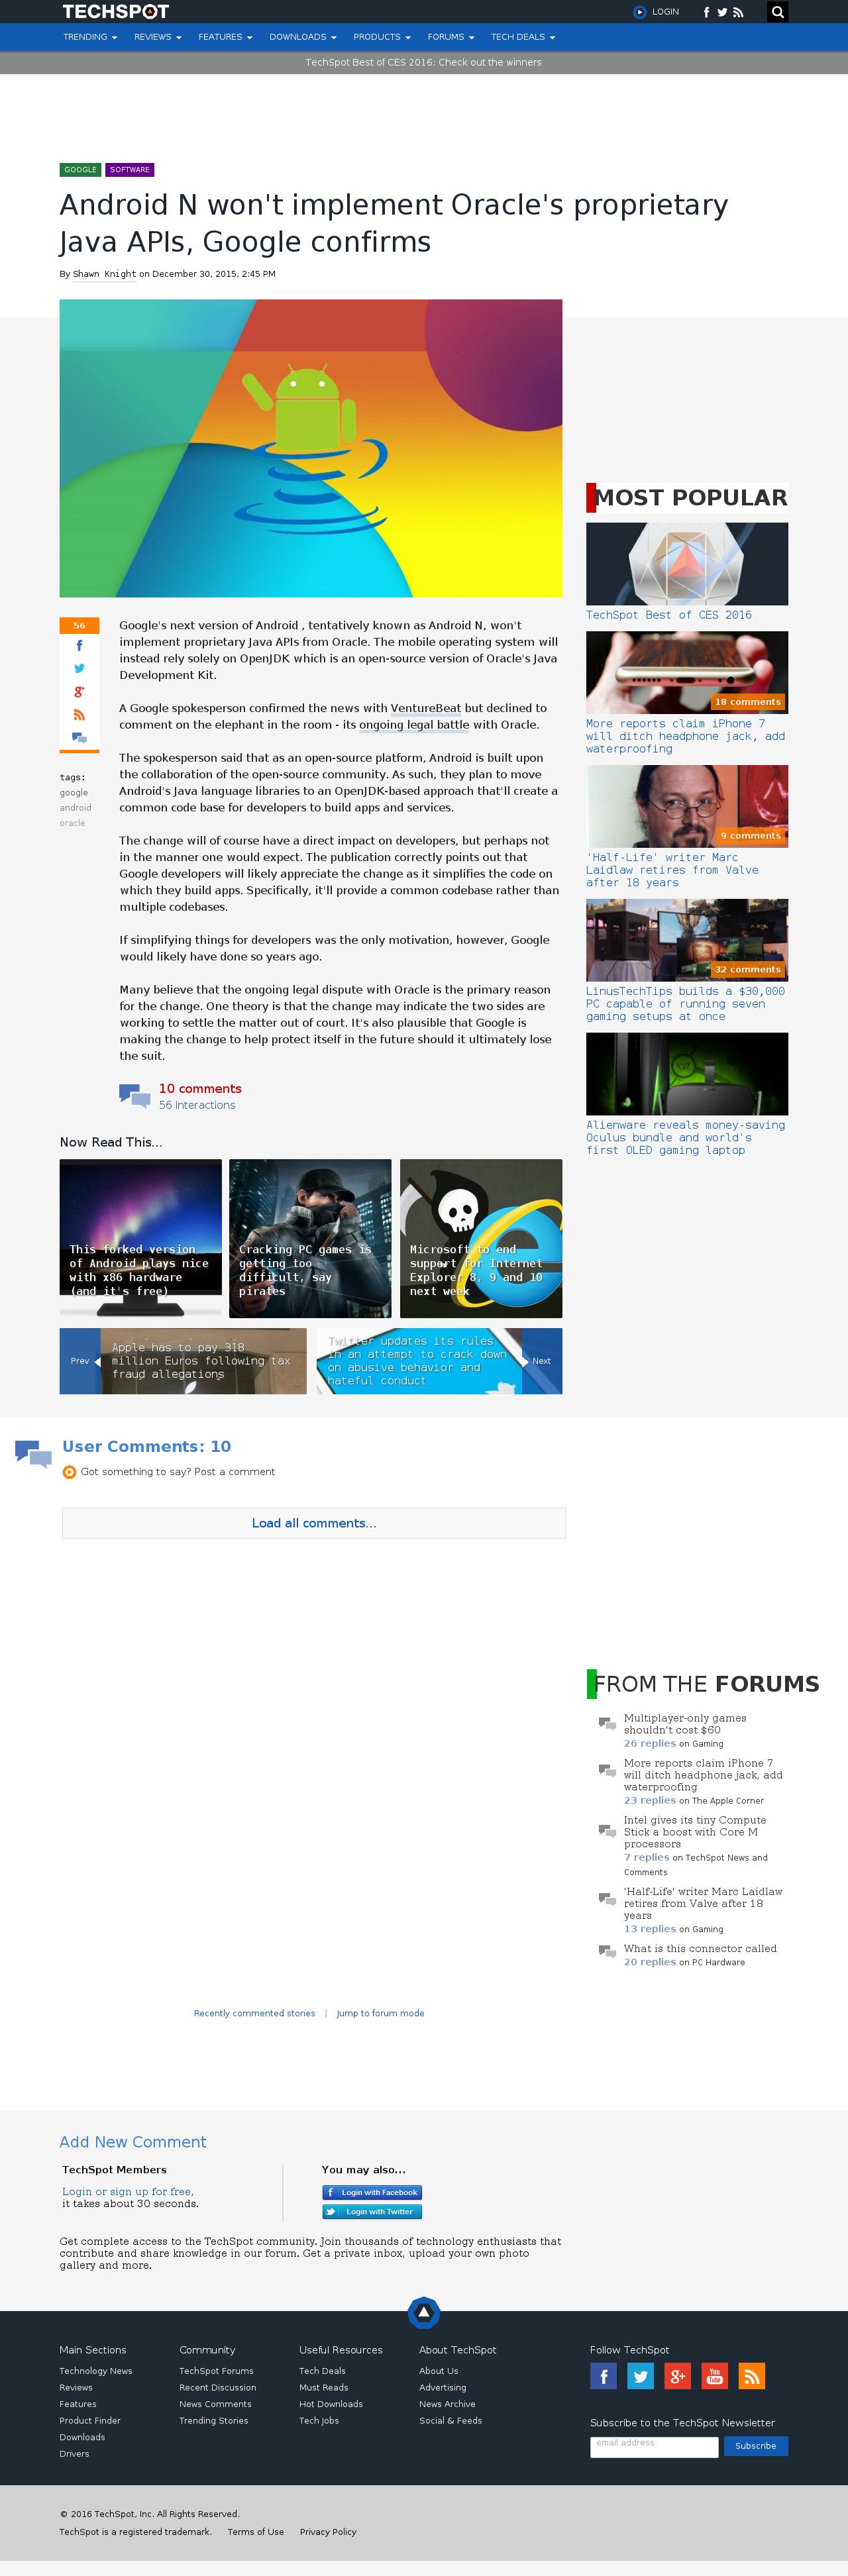 TECHSPOT
LOGIN
TRENDING
REVIEWS
FEATURES
DOWNLOADS
PRODUCTS
FORUMS
TECH DEALS
TechSpot Best of CES 2016: Check out the winners
GOOGLE
SOFTWARE
Android N won't implement Oracle's proprietary
Java APIs, Google confirms
By Shawn Knight on December 30, 2015, 2:45 PM
56
tags:
google
android
oracle
Google's next version of Android , tentatively known as Android N, won't
implement proprietary Java APIs from Oracle. The mobile operating system will
instead rely solely on OpenJDK which is an open-source version of Oracle's Java
Development Kit.
A Google spokesperson confirmed the news with VentureBeat but declined to
comment on the elephant in the room - its ongoing legal battle with Oracle.
The spokesperson said that as an open-source platform, Android is built upon
the collaboration of the open-source community. As such, they plan to move
Android's Java language libraries to an OpenJDK-based approach that'll create a
common code base for developers to build apps and services.
The change will of course have a direct impact on developers, but perhaps not
in the manner one would expect. The publication correctly points out that
Google developers will likely appreciate the change as it simplifies the code on
which they build apps. Specifically, it'll provide a common codebase rather than
multiple codebases.
If simplifying things for developers was the only motivation, however, Google
would likely have done so years ago.
Many believe that the ongoing legal dispute with Oracle is the primary reason
for the change. One theory is that the change may indicate the two sides are
working to settle the matter out of court. It's also plausible that Google is
making the change to help protect itself in the future should it ultimately lose
the suit.
10 comments
56 interactions
Now Read This...
This forked version
of Android plays nice
with x86 hardware
(and it's free)
Cracking PC games is
getting too
difficult, say
pirates
Microsoft to end
support for Internet
Explorer 8, 9 and 10
next week
Prev
Apple has to pay 318
million Euros following tax
fraud allegations
Twitter updates its rules
in an attempt to crack down
on abusive behavior and
hateful conduct
Next
MOST POPULAR
TechSpot Best of CES 2016
18 comments
More reports claim iPhone 7
will ditch headphone jack, add
waterproofing
9 comments
'Half-Life' writer Marc
Laidlaw retires from Valve
after 18 years
32 comments
LinusTechTips builds a $30,000
PC capable of running seven
gaming setups at once
Alienware reveals money-saving
Oculus bundle and world's
first OLED gaming laptop
User Comments: 10
Got something to say? Post a comment
Load all comments...
FROM THE FORUMS
Multiplayer-only games
shouldn't cost $60
26 replies on Gaming
More reports claim iPhone 7
will ditch headphone jack, add
waterproofing
23 replies on The Apple Corner
Intel gives its tiny Compute
Stick a boost with Core M
processors
7 replies on TechSpot News and
Comments
'Half-Life' writer Marc Laidlaw
retires from Valve after 18
years
13 replies on Gaming
What is this connector called
20 replies on PC Hardware
Recently commented stories | Jump to forum mode
Add New Comment
TechSpot Members
Login or sign up for free,
it takes about 30 seconds.
You may also...
Login with Facebook
Login with Twitter
Get complete access to the TechSpot community. Join thousands of technology enthusiasts that
contribute and share knowledge in our forum. Get a private inbox, upload your own photo
gallery and more.
Main Sections
Technology News
Reviews
Features
Product Finder
Downloads
Drivers
Community
TechSpot Forums
Recent Discussion
News Comments
Trending Stories
Useful Resources
Tech Deals
Must Reads
Hot Downloads
Tech Jobs
About TechSpot
About Us
Advertising
News Archive
Social & Feeds
Follow TechSpot
You Tube
Subscribe to the TechSpot Newsletter
email address
Subscribe
© 2016 TechSpot, Inc. All Rights Reserved.
TechSpot is a registered trademark. Terms of Use Privacy Policy